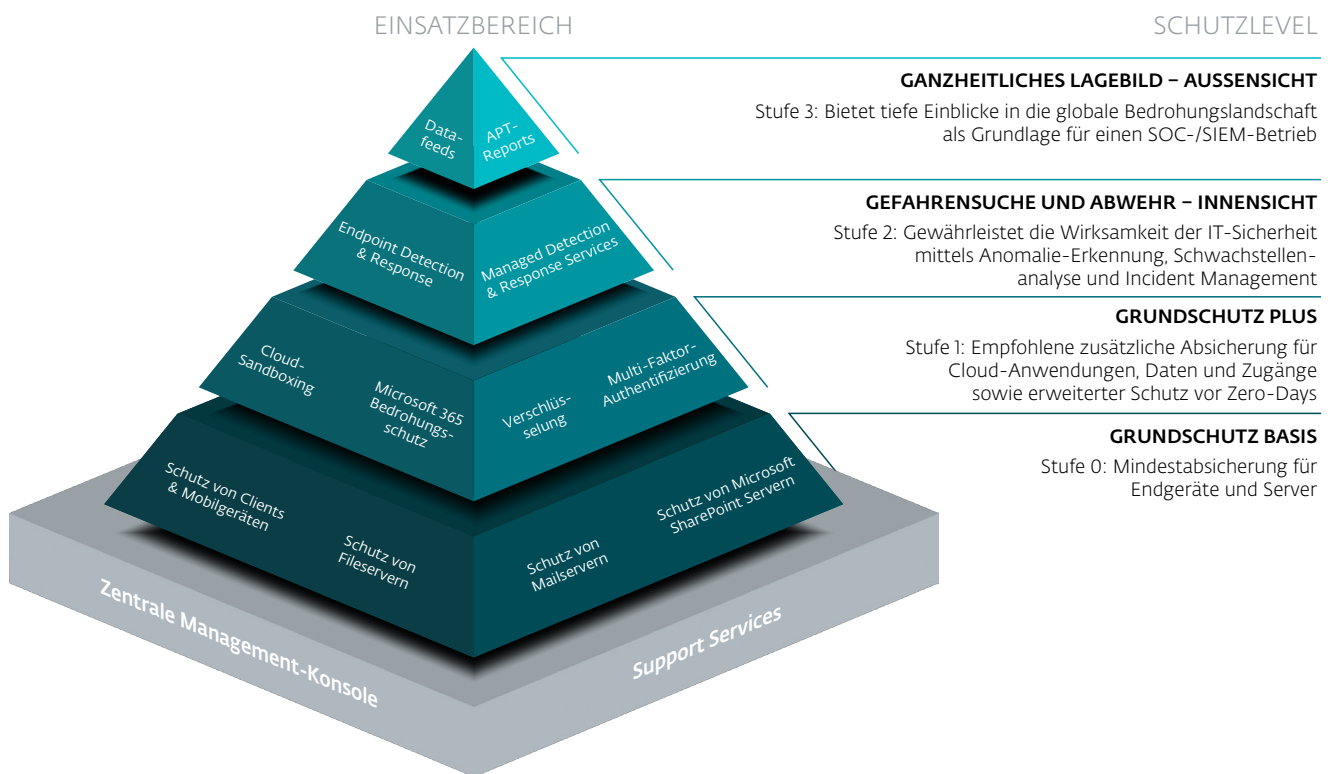 EINSATZBEREICH
SCHUTZLEVEL
Data-
feeds
APT-
Reports
GANZHEITLICHES LAGEBILD – AUSSENSICHT
Stufe 3: Bietet tiefe Einblicke in die globale Bedrohungslandschaft
als Grundlage für einen SOC-/SIEM-Betrieb
Endpoint Detection
& Response
Managed Detection
& Response Services
GEFAHRENSUCHE UND ABWEHR – INNENSICHT
Stufe 2: Gewährleistet die Wirksamkeit der IT-Sicherheit
mittels Anomalie-Erkennung, Schwachstellen-
analyse und Incident Management
Cloud-
Sandboxing
Microsoft 365
Bedrohungs-
schutz
Verschlüs-
selung
Multi-Faktor-
Authentifizierung
GRUNDSCHUTZ PLUS
Stufe 1: Empfohlene zusätzliche Absicherung für
Cloud-Anwendungen, Daten und Zugänge
sowie erweiterter Schutz vor Zero-Days
Schutz von Clients
& Mobilgeräten
Schutz von
Fileservern
Schutz von
Mailservern
Schutz von Microsoft
SharePoint Servern
GRUNDSCHUTZ BASIS
Stufe 0: Mindestabsicherung für
Endgeräte und Server
Zentrale Management-Konsole
Support Services